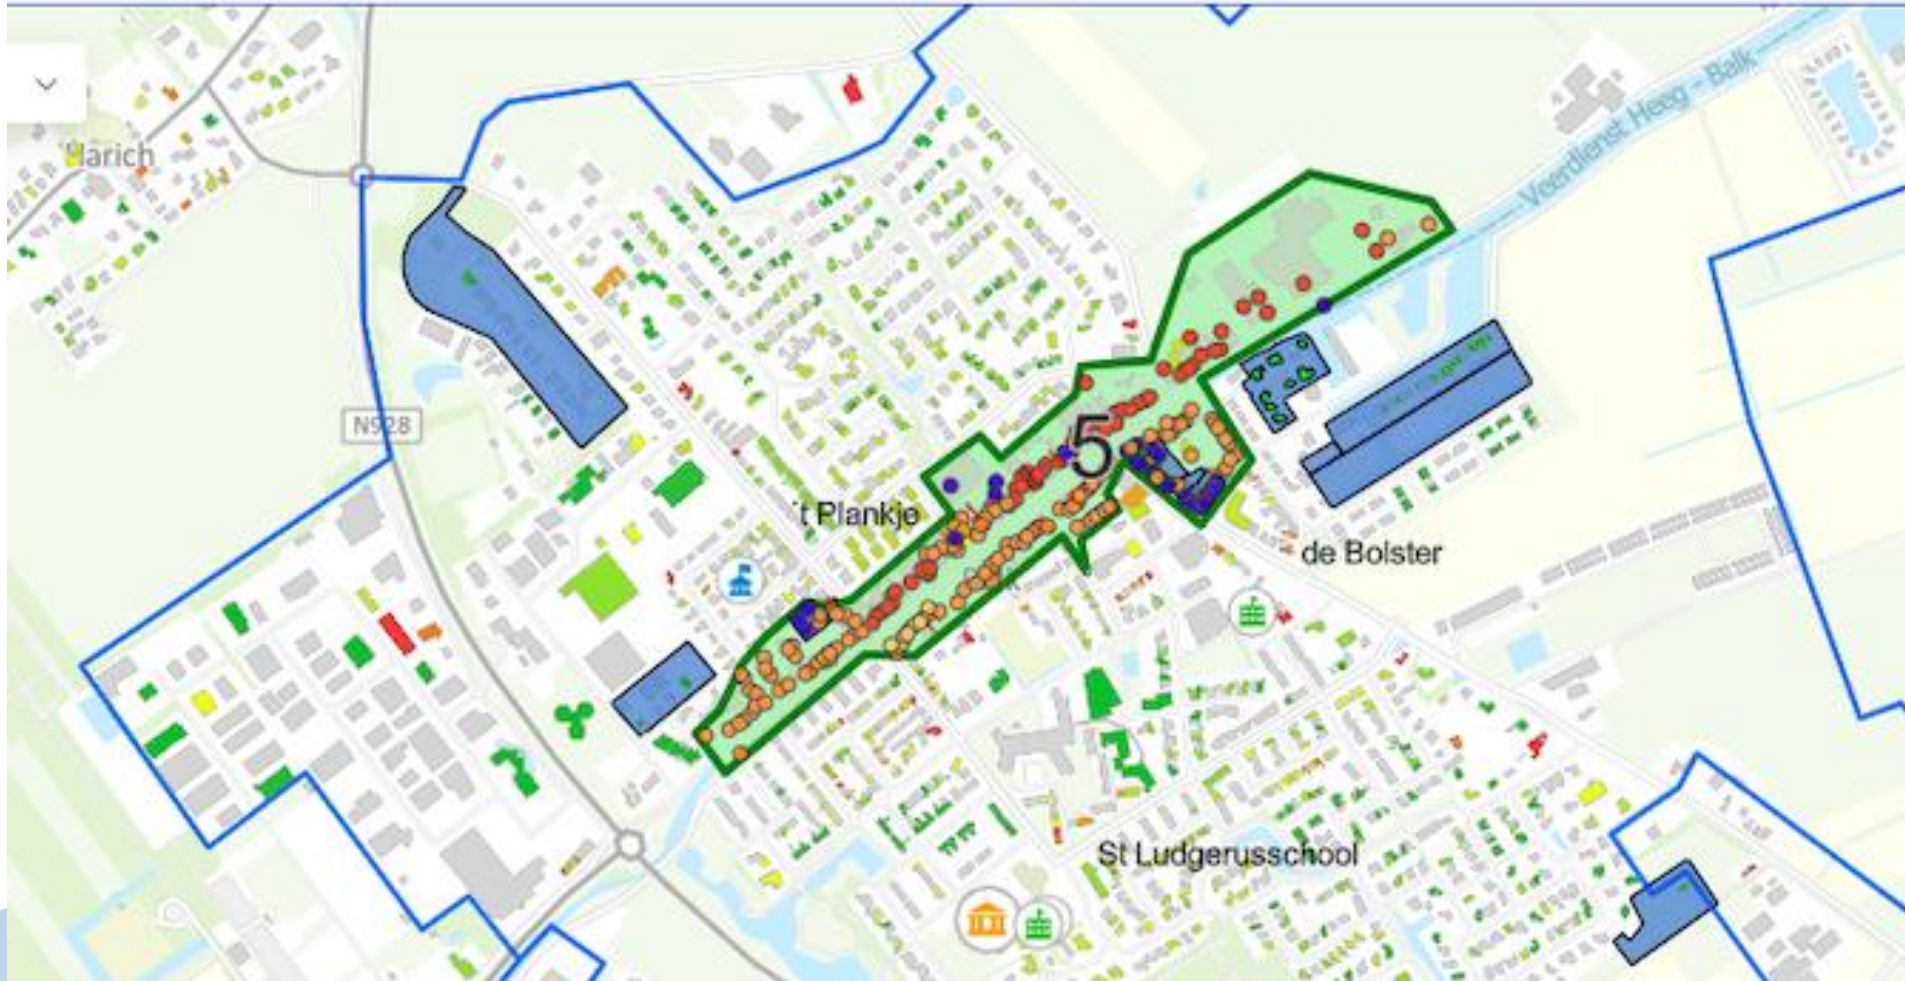 Harich
Veerdienst Heeg - Balk
N928
5
't Plankje
de Bolster
St Ludgerusschool